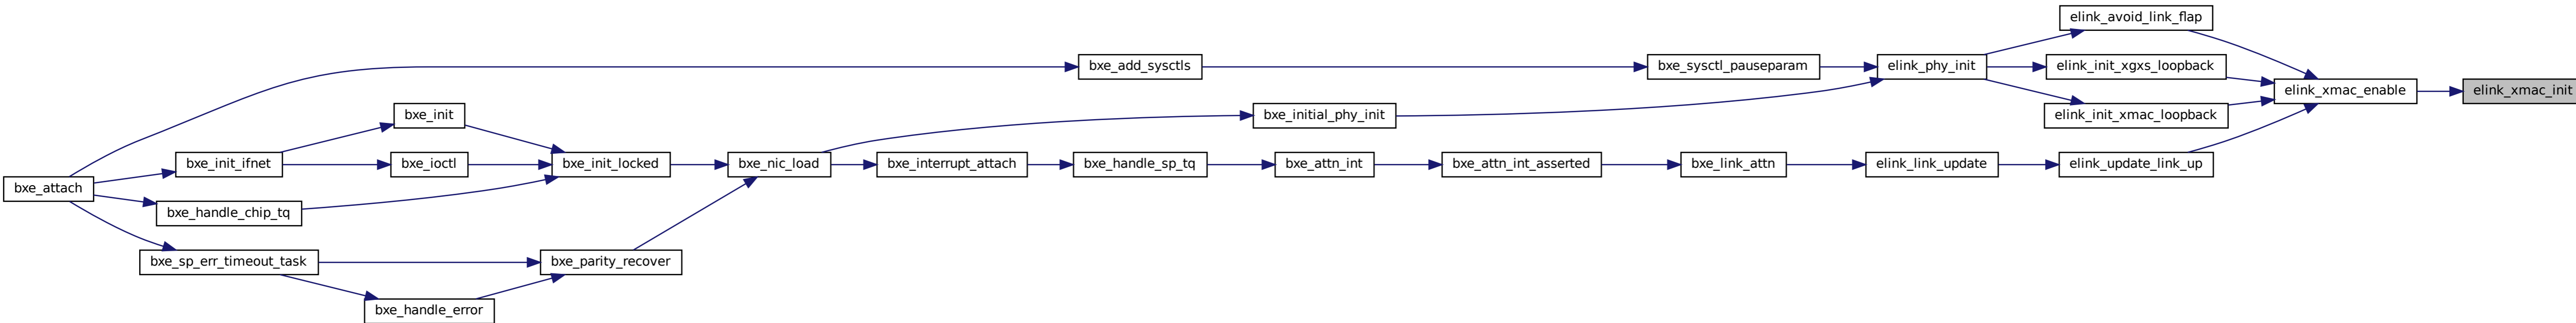 elink_avoid_link_flap
bxe_add_sysctls
bxe_sysctl_pauseparam
elink_phy_init
elink_init_xgxs_loopback
elink_xmac_enable
elink_xmac_init
bxe_init
bxe_initial_phy_init
elink_init_xmac_loopback
bxe_attach
bxe_init_ifnet
bxe_ioctl
bxe_init_locked
bxe_nic_load
bxe_interrupt_attach
bxe_handle_sp_tq
bxe_attn_int
bxe_attn_int_asserted
bxe_link_attn
elink_link_update
elink_update_link_up
bxe_handle_chip_tq
bxe_sp_err_timeout_task
bxe_parity_recover
bxe_handle_error